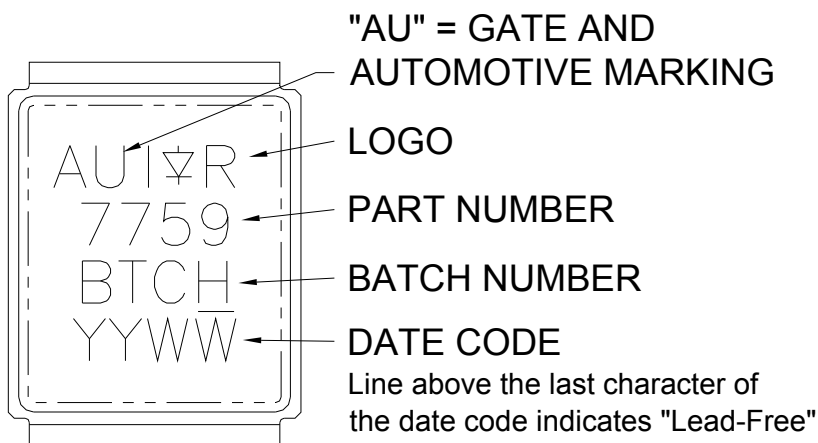 "AU" = GATE AND
AUTOMOTIVE MARKING
AUIR
LOGO
7759
PART NUMBER
BTCH
BATCH NUMBER
YYWW
DATE CODE
Line above the last character of
the date code indicates "Lead-Free"